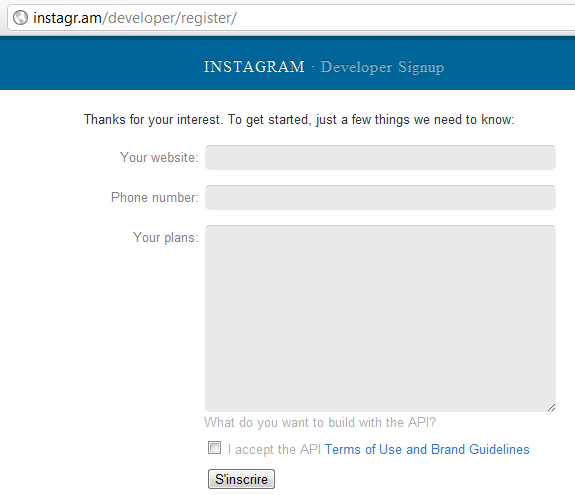 instagr.am/developer/register/
INSTAGRAM · Developer Signup
Thanks for your interest. To get started, just a few things we need to know:
Your website:
Phone number:
Your plans:
What do you want to build with the API?
I accept the API Terms of Use and Brand Guidelines
S'inscrire